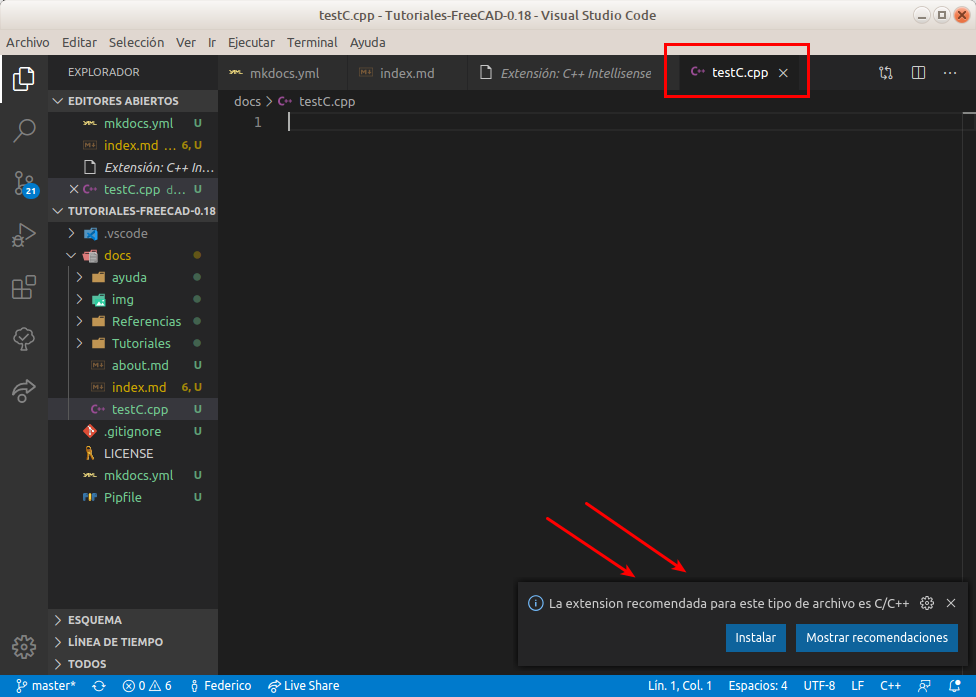 testC.cpp - Tutoriales-FreeCAD-0.18 - Visual Studio Code
Archivo Editar Selección Ver Ir Ejecutar Terminal Ayuda
EXPLORADOR
mkdocs.yml
index.md
Extensión: C++ Intellisense
testC.cpp
EDITORES ABIERTOS
mkdocs.yml U
index.md ... 6, U
Extensión: C++ In...
testC.cpp d... U
TUTORIALES-FREECAD-0.18
.vscode
docs
ayuda
img
Referencias
Tutoriales
about.md U
index.md 6, U
testC.cpp U
.gitignore U
LICENSE
mkdocs.yml U
Pipfile U
ESQUEMA
LÍNEA DE TIEMPO
TODOS
21
docs > testC.cpp
1
La extension recomendada para este tipo de archivo es C/C++
Instalar
Mostrar recomendaciones
master* 0 6 Federico Live Share Lín. 1, Col. 1 Espacios: 4 UTF-8 LF C++